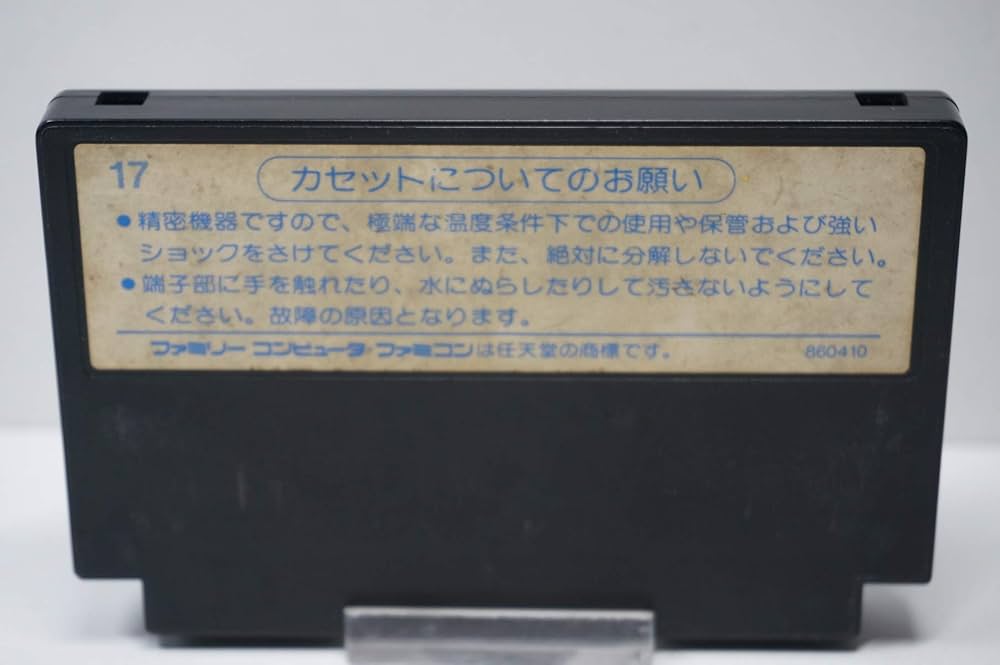 17
カセットについてのお願い
●精密機器ですので、極端な温度条件下での使用や保管および強い
ショックをさけてください。また、絶対に分解しないでください。
●端子部に手を触れたり、水にぬらしたりして汚さないようにして
ください。故障の原因となります。
ファミリーコンピュータ・ファミコンは任天堂の商標です。 860410